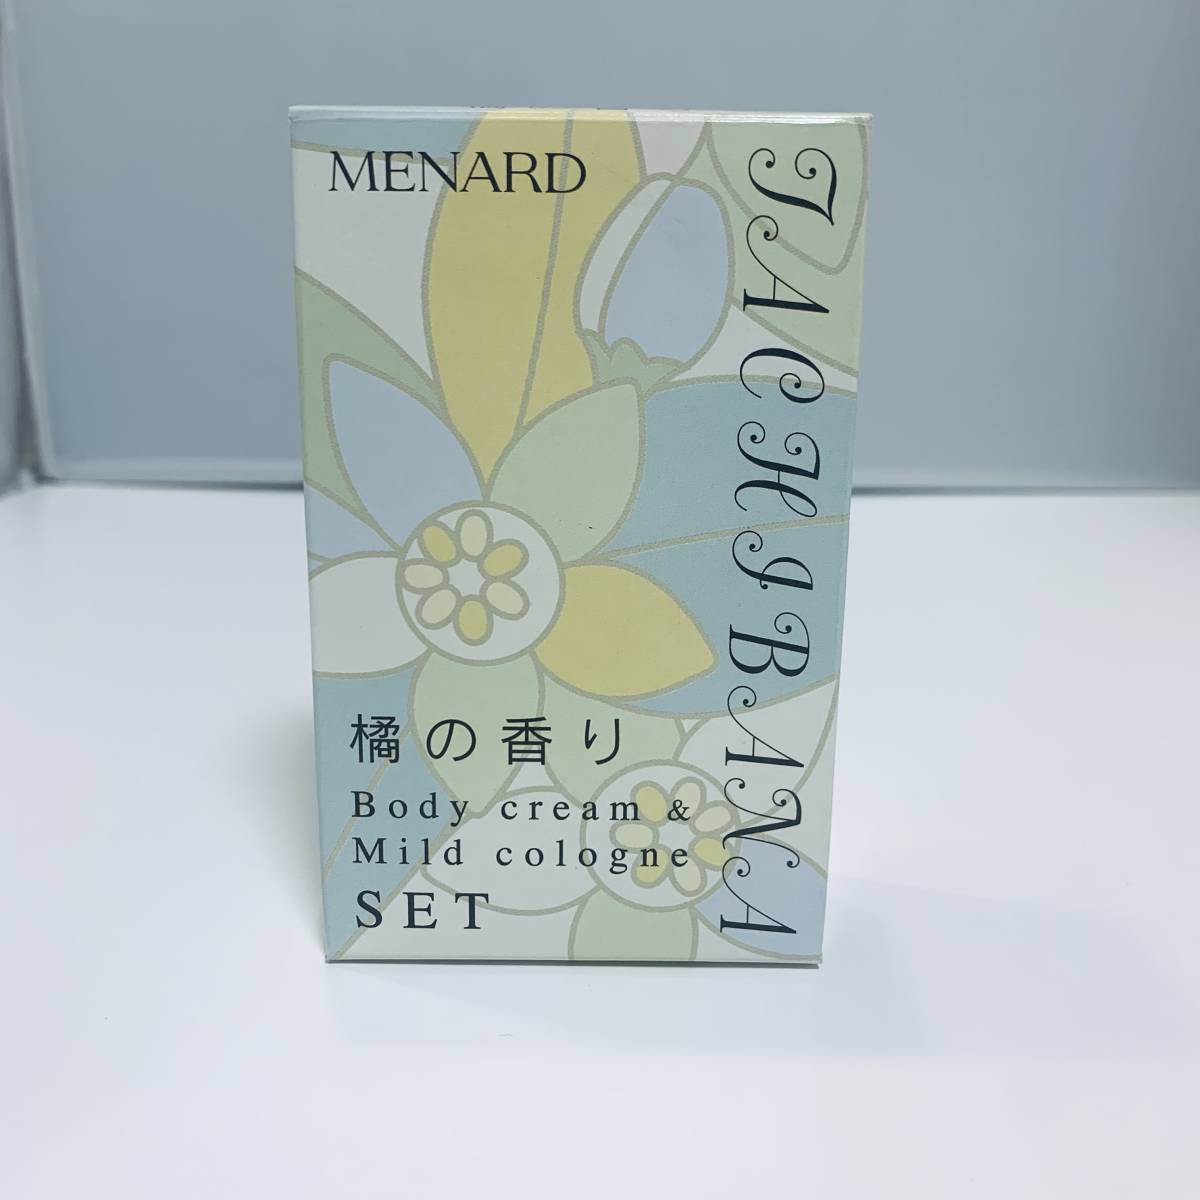 MENARD
TACHIBANA
橘の香り
Body cream &
Mild cologne
SET